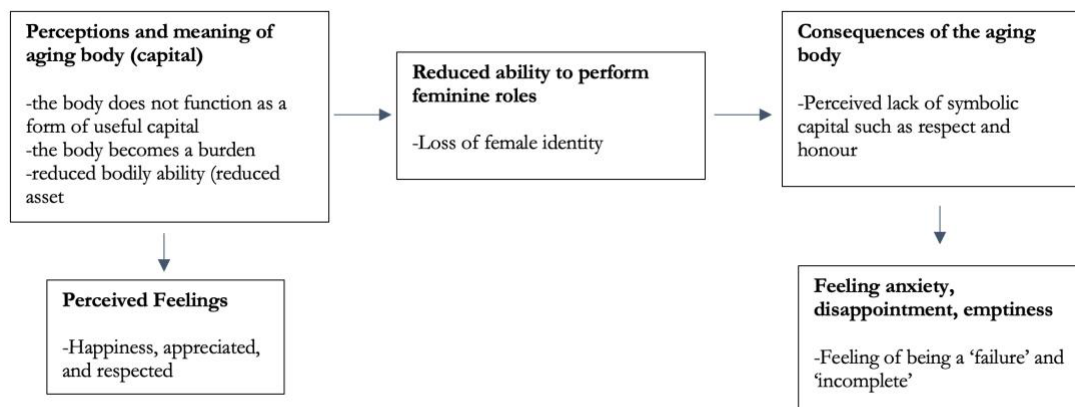 Perceptions and meaning of
aging body (capital)
-the body does not function as a
form of useful capital
-the body becomes a burden
-reduced bodily ability (reduced
asset
Reduced ability to perform
feminine roles
-Loss of female identity
Consequences of the aging
body
-Perceived lack of symbolic
capital such as respect and
honour
Perceived Feelings
-Happiness, appreciated,
and respected
Feeling anxiety,
disappointment, emptiness
-Feeling of being a ‘failure’ and
‘incomplete’